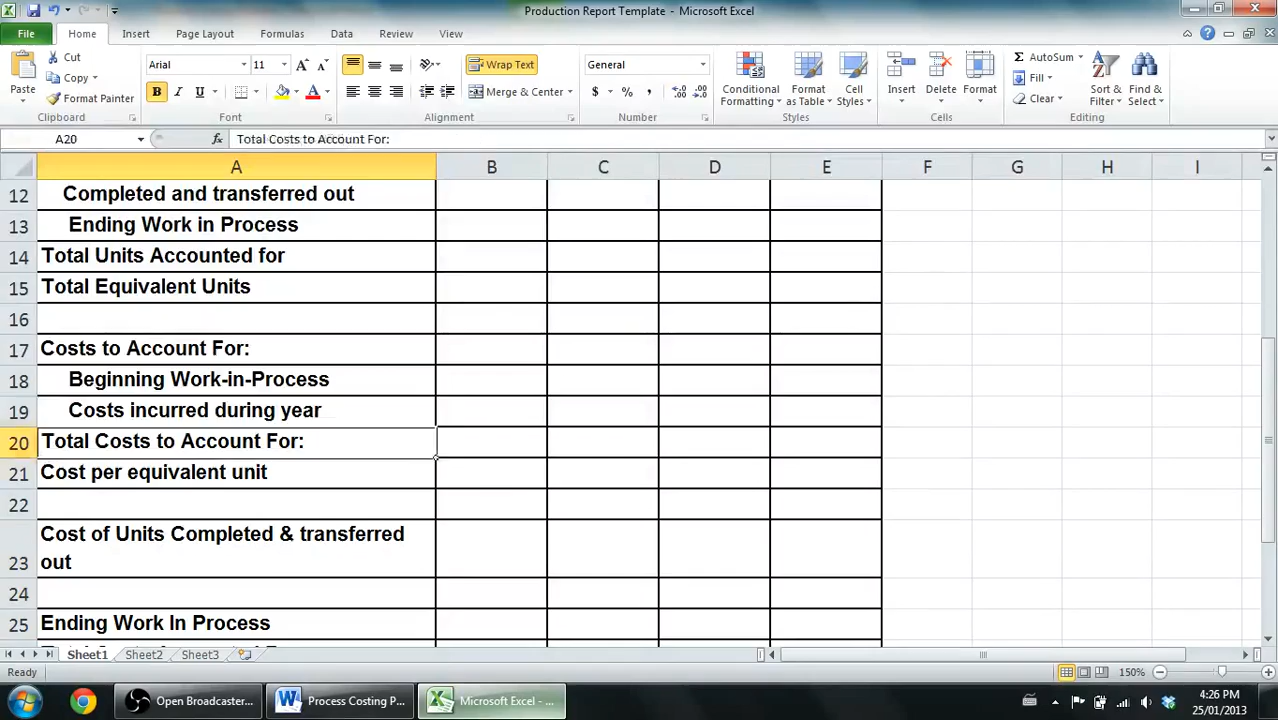 Production Report Template - Microsoft Excel
File Home Insert Page Layout Formulas Data Review View
Cut
Copy
Format Painter
Paste
Clipboard
Arial 11
B I U
Font
Wrap Text
Merge & Center
Alignment
General
$ % ,
Number
Conditional Formatting
Format as Table
Cell Styles
Styles
Insert
Delete
Format
Cells
AutoSum
Fill
Clear
Sort & Filter
Find & Select
Editing
A20 fx Total Costs to Account For:
A B C D E F G H I
12 Completed and transferred out
13 Ending Work in Process
14 Total Units Accounted for
15 Total Equivalent Units
16
17 Costs to Account For:
18 Beginning Work-in-Process
19 Costs incurred during year
20 Total Costs to Account For:
21 Cost per equivalent unit
22
Cost of Units Completed & transferred
23 out
24
25 Ending Work In Process
Sheet1 Sheet2 Sheet3
Ready 150%
Open Broadcaster... Process Costing P... Microsoft Excel - ...
4:26 PM
25/01/2013